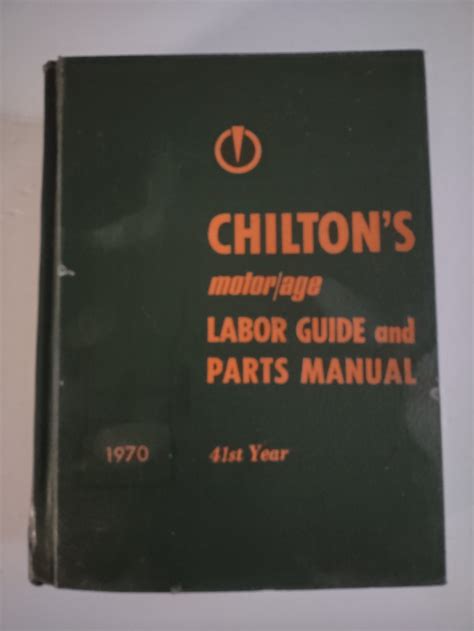 CHILTON'S
motor/age
LABOR GUIDE and
PARTS MANUAL
1970 41st Year